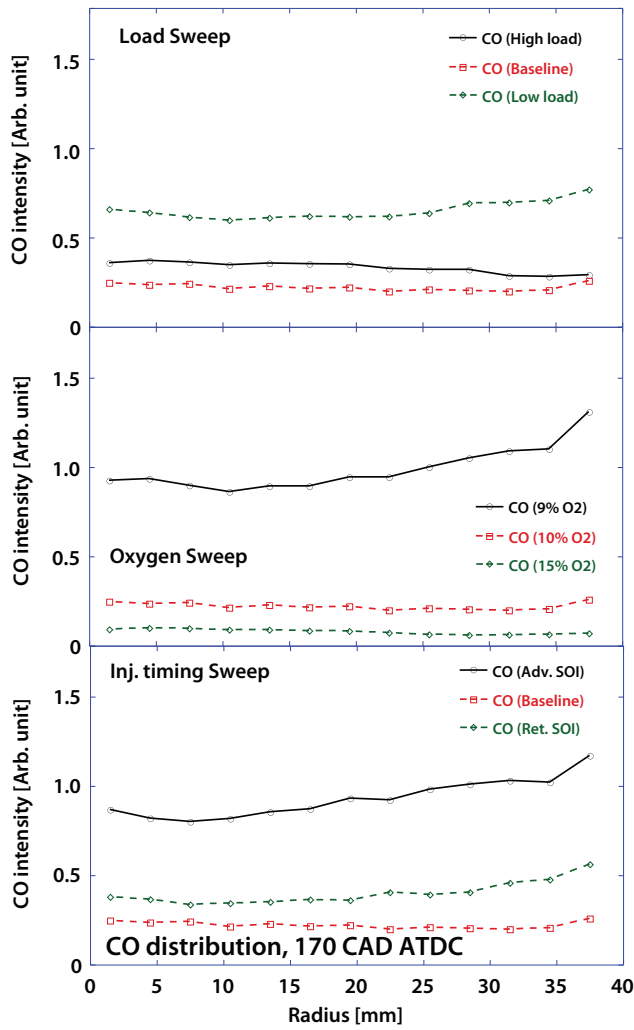 Load Sweep
CO (High load)
CO (Baseline)
CO (Low load)
CO intensity [Arb. unit]
1.5
1.0
0.5
0
Oxygen Sweep
CO (9% O2)
CO (10% O2)
CO (15% O2)
CO intensity [Arb. unit]
1.5
1.0
0.5
0
Inj. timing Sweep
CO (Adv. SOI)
CO (Baseline)
CO (Ret. SOI)
CO intensity [Arb. unit]
1.5
1.0
0.5
0
CO distribution, 170 CAD ATDC
0 5 10 15 20 25 30 35 40
Radius [mm]